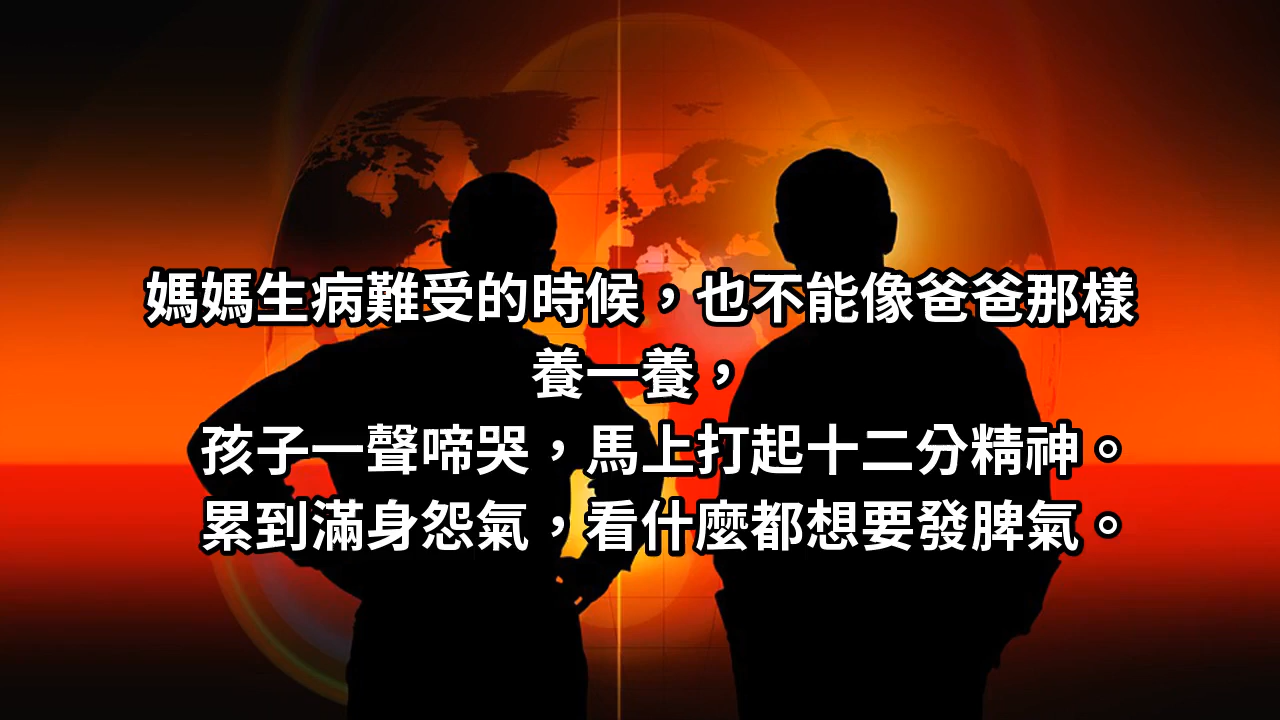 媽媽生病難受的時候，也不能像爸爸那樣
養一養，
孩子一聲啼哭，馬上打起十二分精神。
累到滿身怨氣，看什麼都想要發脾氣。